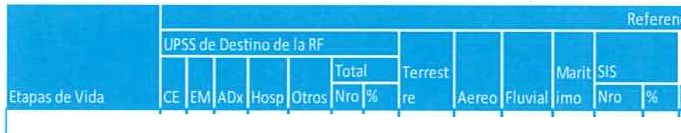 Referen
UPSS de Destino de la RF
Total Terrest Marit SIS
Etapas de Vida CE EM ADx Hosp Otros Nro % re Aereo Fluvial imo Nro %